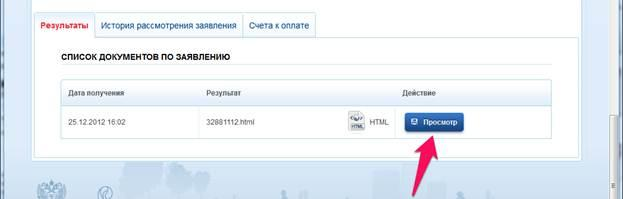 Результаты История рассмотрения заявления Счета к оплате
СПИСОК ДОКУМЕНТОВ ПО ЗАЯВЛЕНИЮ
Дата получения Результат Действие
25.12.2012 16:02 32881112.html HTML HTML Просмотр